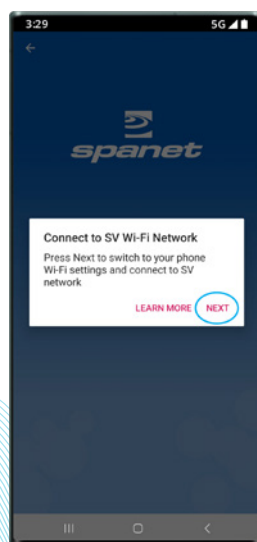 3:29 5G
spanet
Connect to SV Wi-Fi Network
Press Next to switch to your phone
Wi-Fi settings and connect to SV
network
LEARN MORE NEXT